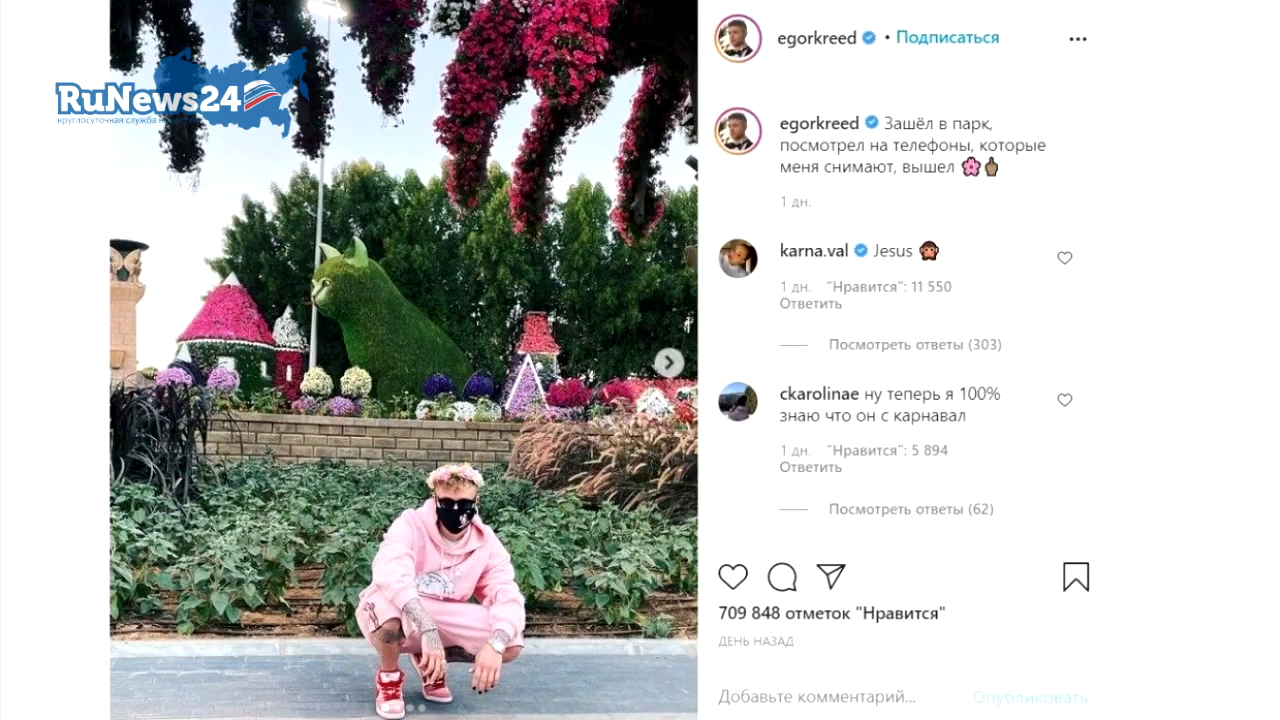 RuNews24
круглосуточная служба
egorkreed • Подписаться
egorkreed Зашёл в парк,
посмотрел на телефоны, которые
меня снимают, вышел
1 дн.
karna.val Jesus
1 дн. "Нравится": 11 550
Ответить
Посмотреть ответы (303)
ckarolinae ну теперь я 100%
знаю что он с карнавал
1 дн. "Нравится": 5 894
Ответить
Посмотреть ответы (62)
709 848 отметок "Нравится"
ДЕНЬ НАЗАД
Добавьте комментарий...
Опубликовать